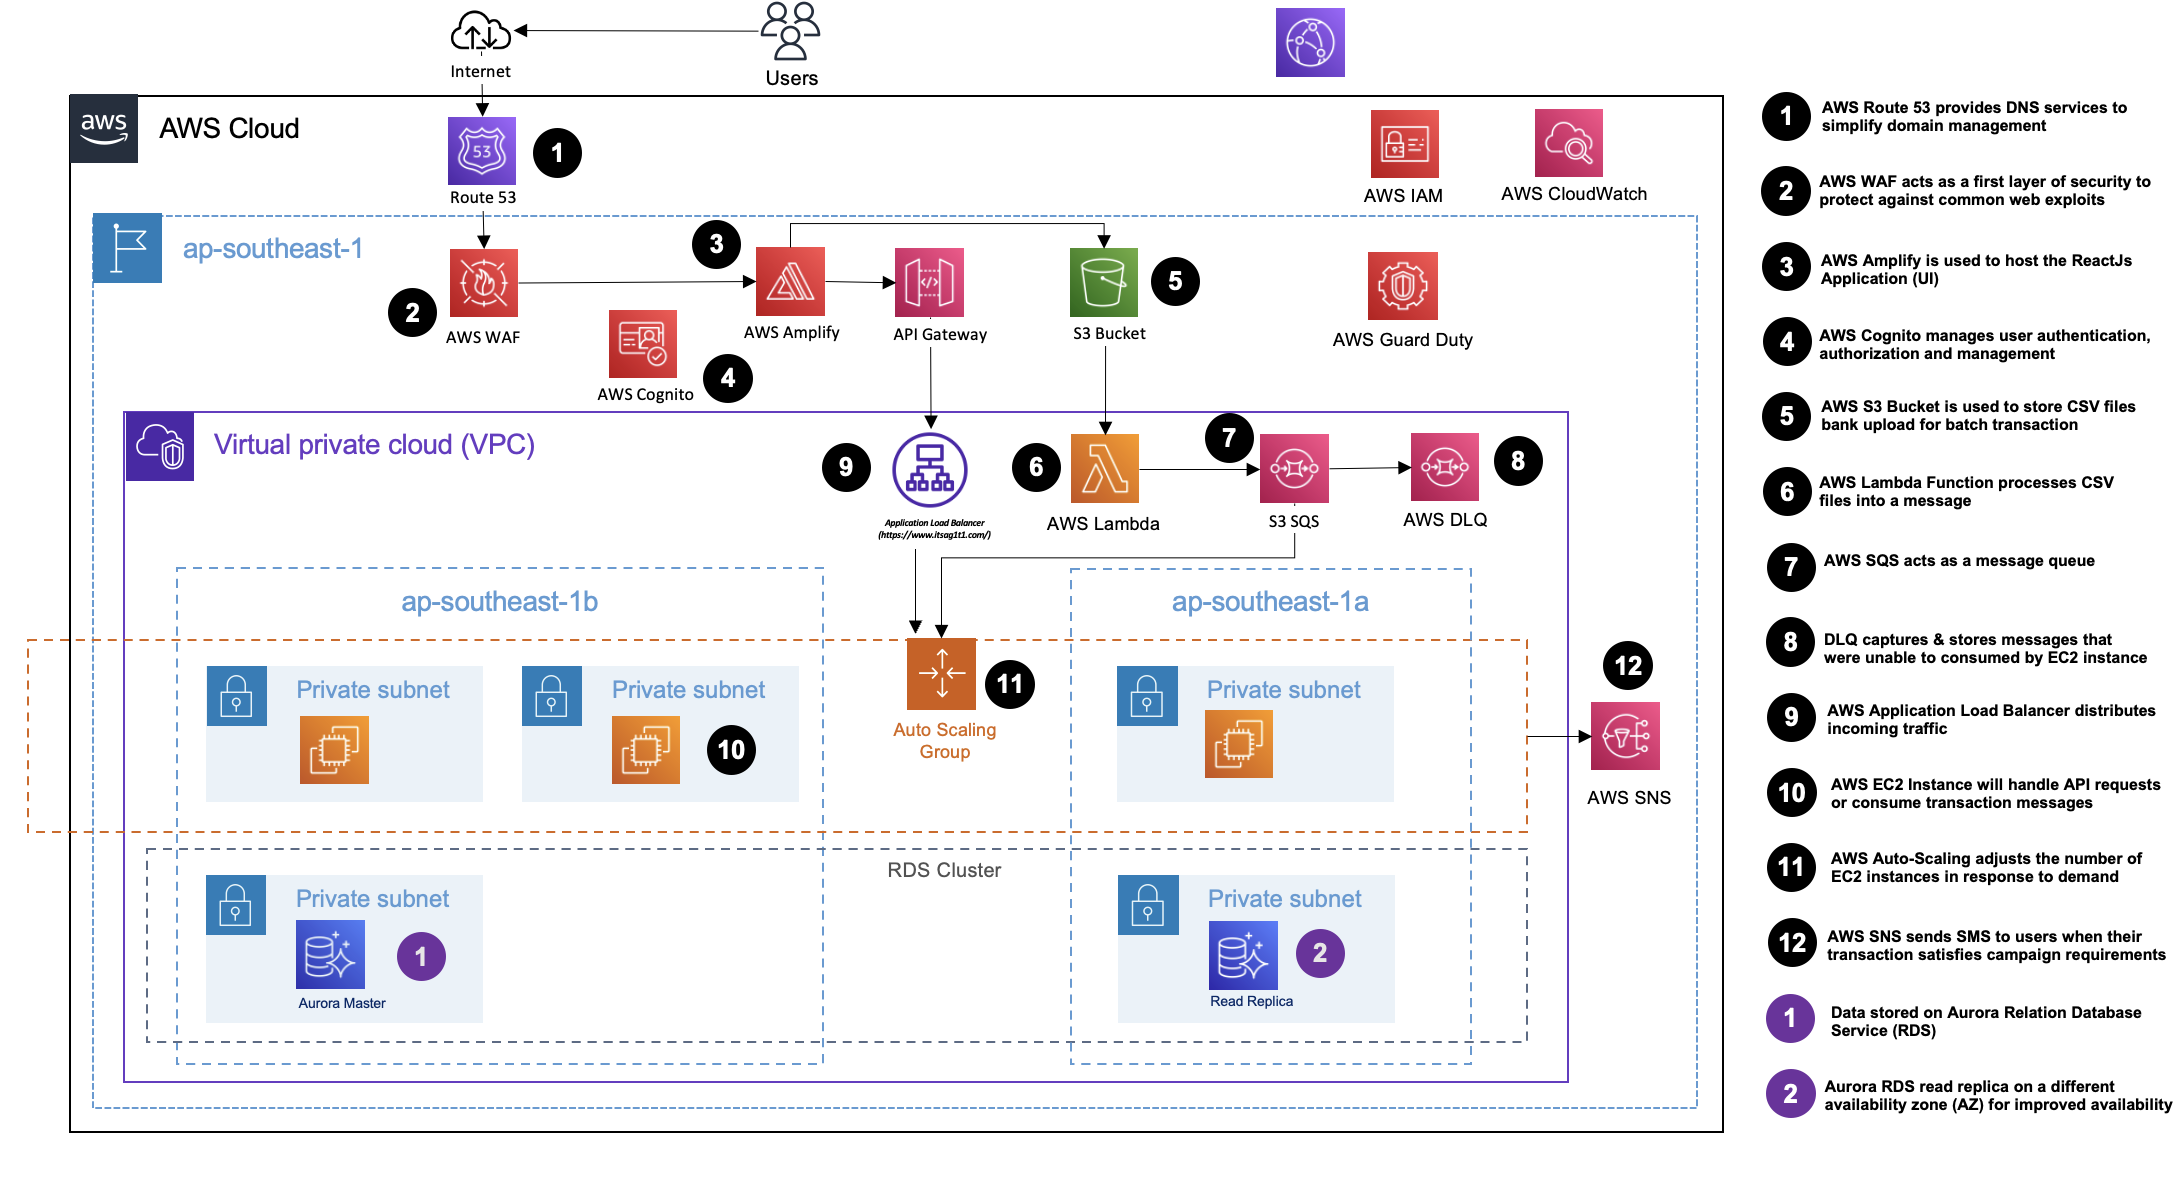 Internet
Users
aws
AWS Cloud
53
1
Route 53
AWS IAM
AWS CloudWatch
ap-southeast-1
3
2
AWS WAF
AWS Amplify
API Gateway
S3 Bucket
5
AWS Guard Duty
AWS Cognito
4
Virtual private cloud (VPC)
9
6
7
8
Application Load Balancer
(https://www.itsag1t1.com/)
AWS Lambda
S3 SQS
AWS DLQ
ap-southeast-1b
ap-southeast-1a
Private subnet
Private subnet
10
11
Auto Scaling
Group
Private subnet
12
AWS SNS
RDS Cluster
Private subnet
1
Aurora Master
Private subnet
2
Read Replica
1
AWS Route 53 provides DNS services to
simplify domain management
2
AWS WAF acts as a first layer of security to
protect against common web exploits
3
AWS Amplify is used to host the ReactJs
Application (UI)
4
AWS Cognito manages user authentication,
authorization and management
5
AWS S3 Bucket is used to store CSV files
bank upload for batch transaction
6
AWS Lambda Function processes CSV
files into a message
7
AWS SQS acts as a message queue
8
DLQ captures & stores messages that
were unable to consumed by EC2 instance
9
AWS Application Load Balancer distributes
incoming traffic
10
AWS EC2 Instance will handle API requests
or consume transaction messages
11
AWS Auto-Scaling adjusts the number of
EC2 instances in response to demand
12
AWS SNS sends SMS to users when their
transaction satisfies campaign requirements
1
Data stored on Aurora Relation Database
Service (RDS)
2
Aurora RDS read replica on a different
availability zone (AZ) for improved availability